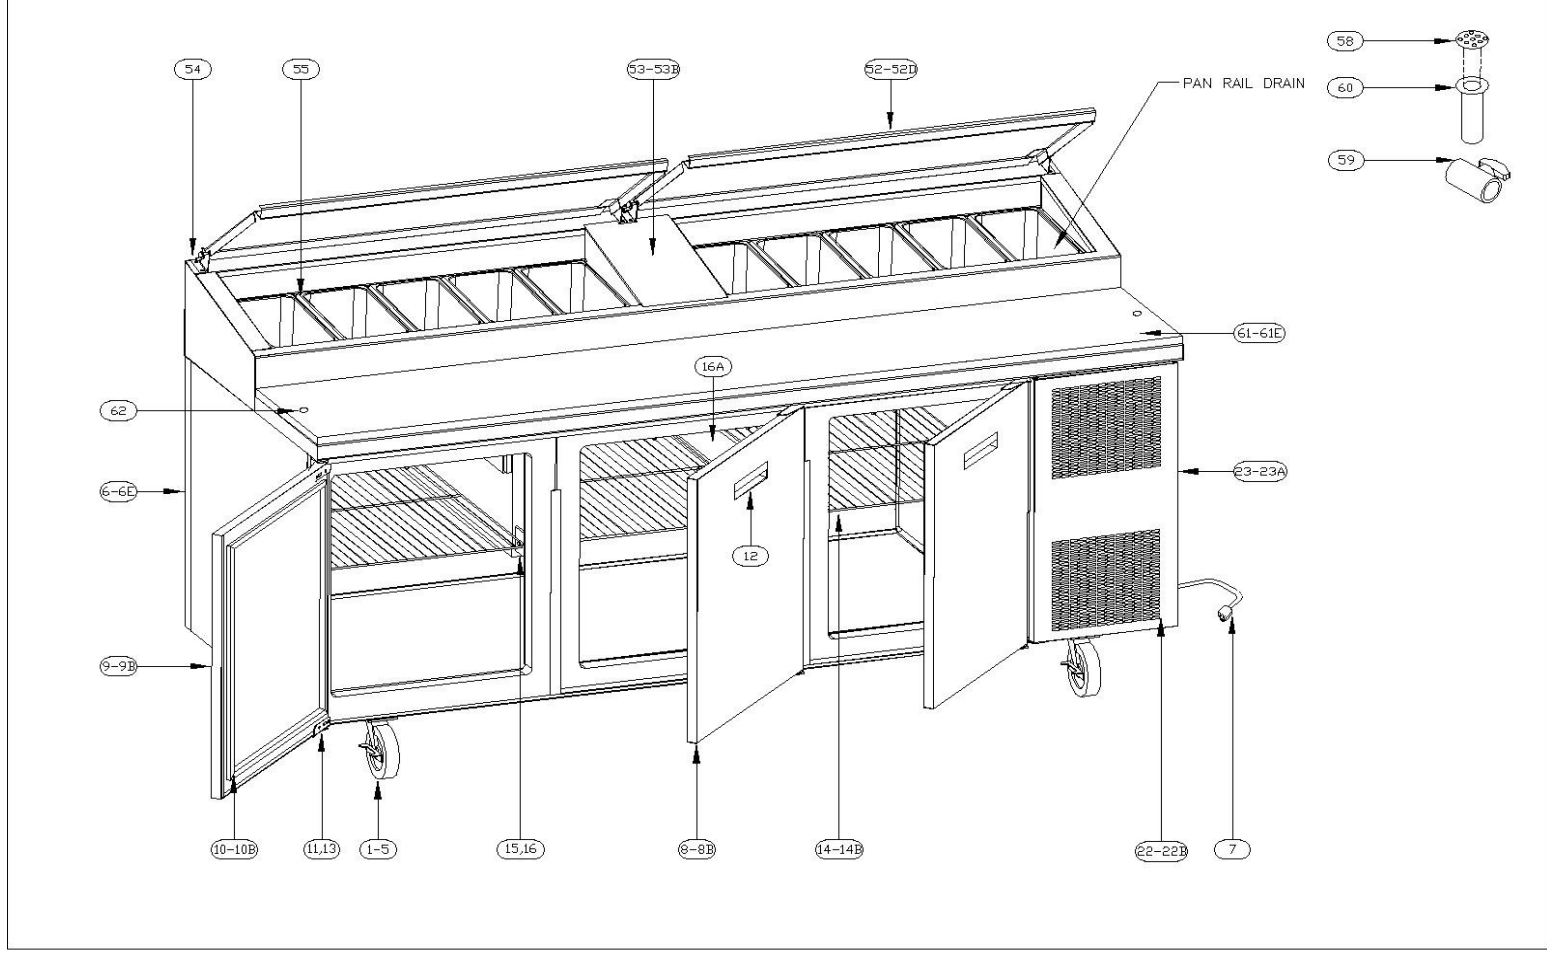 58
54
55
53-53B
52-52D
PAN RAIL DRAIN
60
59
61-61E
16A
62
23-23A
6-6E
12
9-9B
10-10B
11,13
1-5
15,16
8-8B
14-14B
22-22B
7